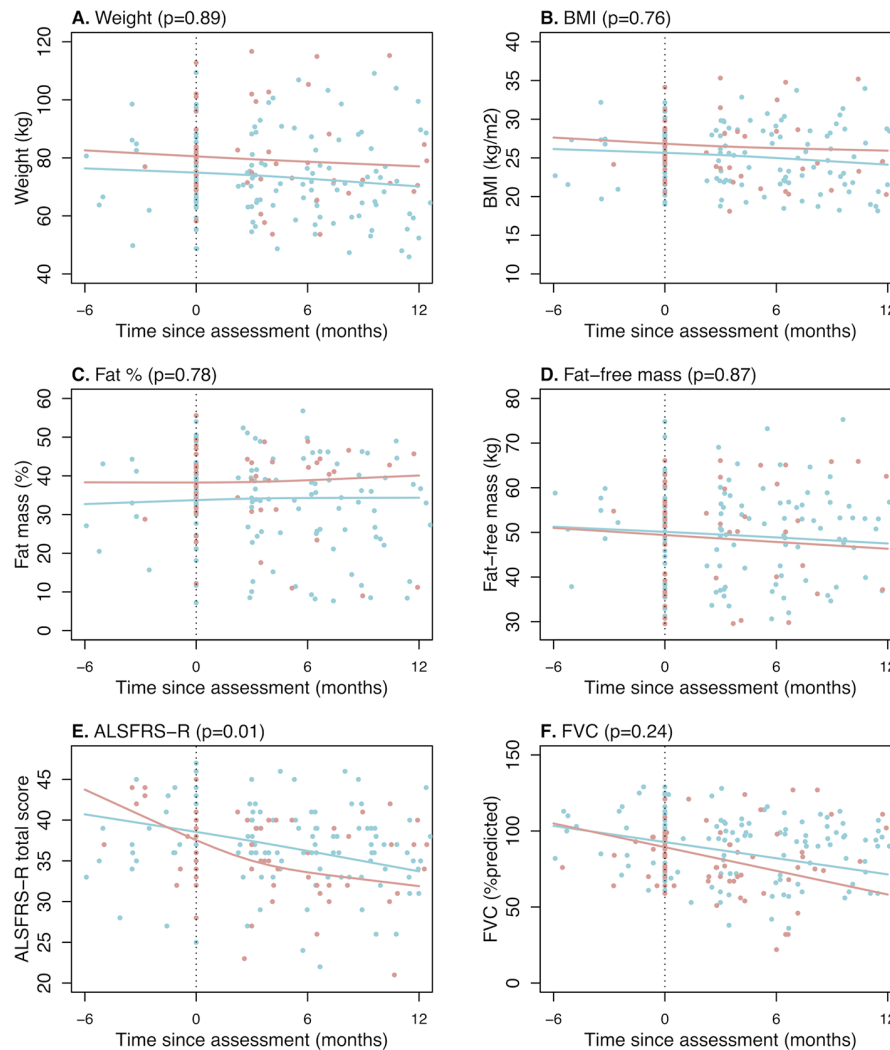 A. Weight (p=0.89)
Weight (kg)
120
100
80
60
40
−6 0 6 12
Time since assessment (months)
B. BMI (p=0.76)
BMI (kg/m2)
40
35
30
25
20
15
10
−6 0 6 12
Time since assessment (months)
C. Fat % (p=0.78)
Fat mass (%)
60
50
40
30
20
10
0
−6 0 6 12
Time since assessment (months)
D. Fat−free mass (p=0.87)
Fat−free mass (kg)
80
70
60
50
40
30
−6 0 6 12
Time since assessment (months)
E. ALSFRS−R (p=0.01)
ALSFRS−R total score
45
40
35
30
25
20
−6 0 6 12
Time since assessment (months)
F. FVC (p=0.24)
FVC (%predicted)
150
100
50
0
−6 0 6 12
Time since assessment (months)